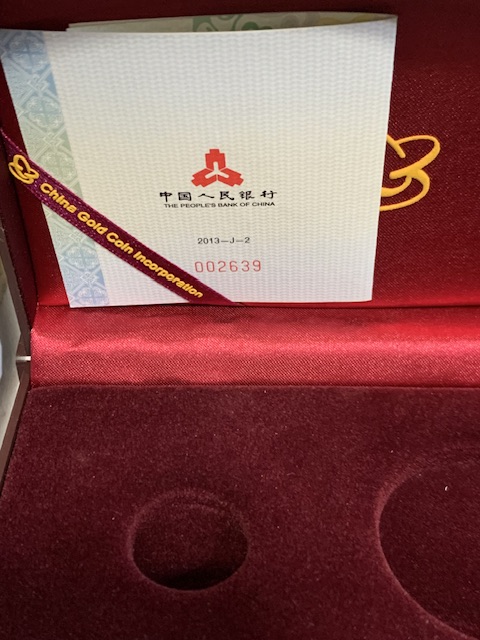 中国人民银行
THE PEOPLE'S BANK OF CHINA
2013-J-2
002639
China Gold Coin Incorporation